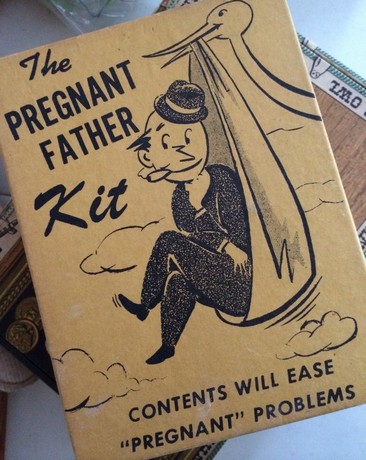 The
PREGNANT
FATHER
Kit
CONTENTS WILL EASE
"PREGNANT" PROBLEMS